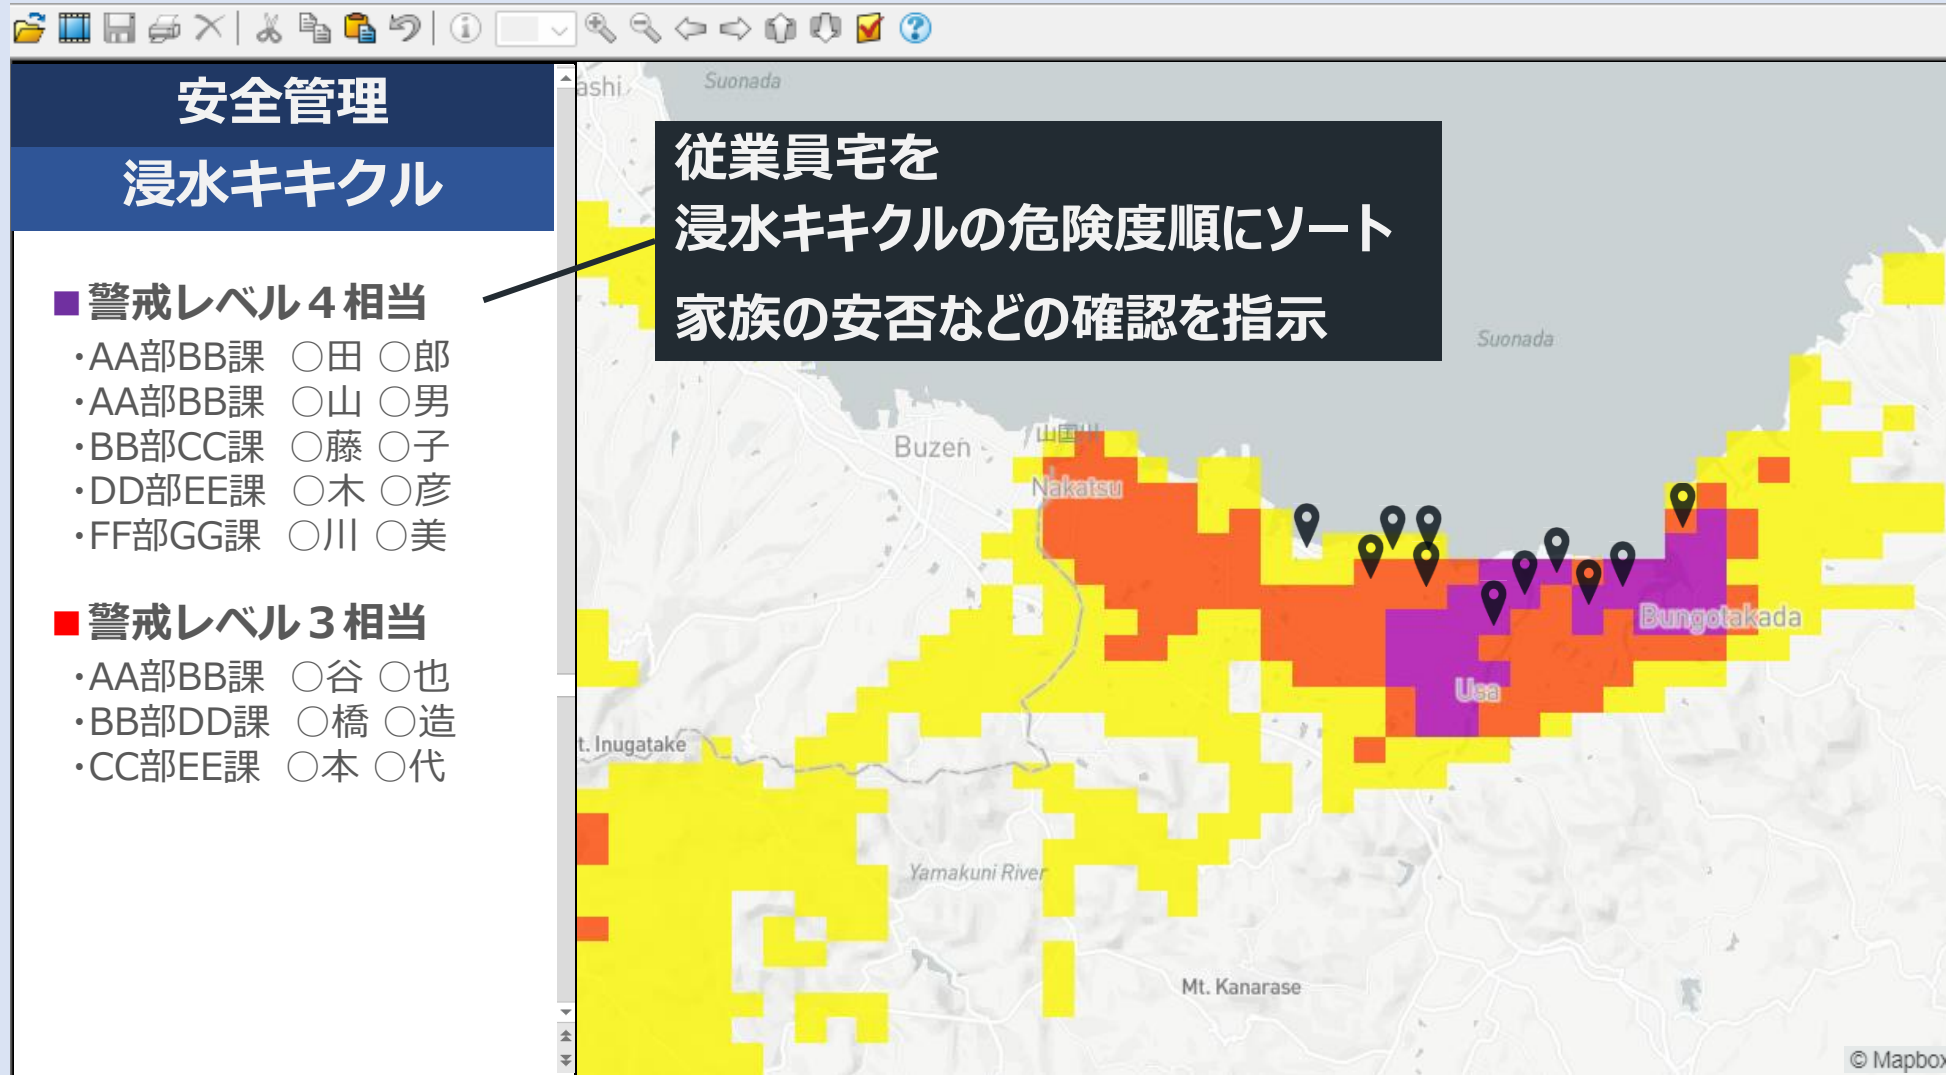 安全管理
浸水キキクル
■警戒レベル４相当
・AA部BB課 〇田 〇郎
・AA部BB課 〇山 〇男
・BB部CC課 〇藤 〇子
・DD部EE課 〇木 〇彦
・FF部GG課 〇川 〇美
■警戒レベル３相当
・AA部BB課 〇谷 〇也
・BB部DD課 〇橋 〇造
・CC部EE課 〇本 〇代
従業員宅を
浸水キキクルの危険度順にソート
家族の安否などの確認を指示
ashi
Suonada
Suonada
Buzen
山国川
Nakatsu
Bungotakada
Usa
t. Inugatake
Yamakuni River
Mt. Kanarase
© Mapbox